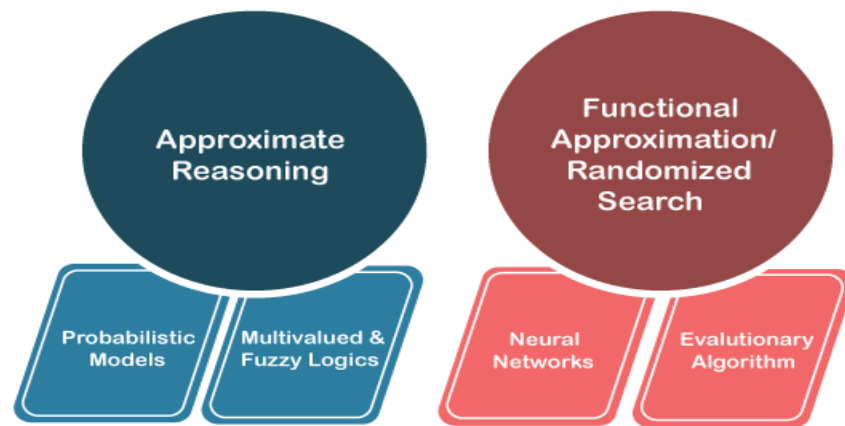 Approximate
Reasoning
Functional
Approximation/
Randomized
Search
Probabilistic
Models
Multivalued &
Fuzzy Logics
Neural
Networks
Evalutionary
Algorithm